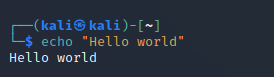 ┌──(kali㉿kali)-[~]
└─$ echo "Hello world"
Hello world